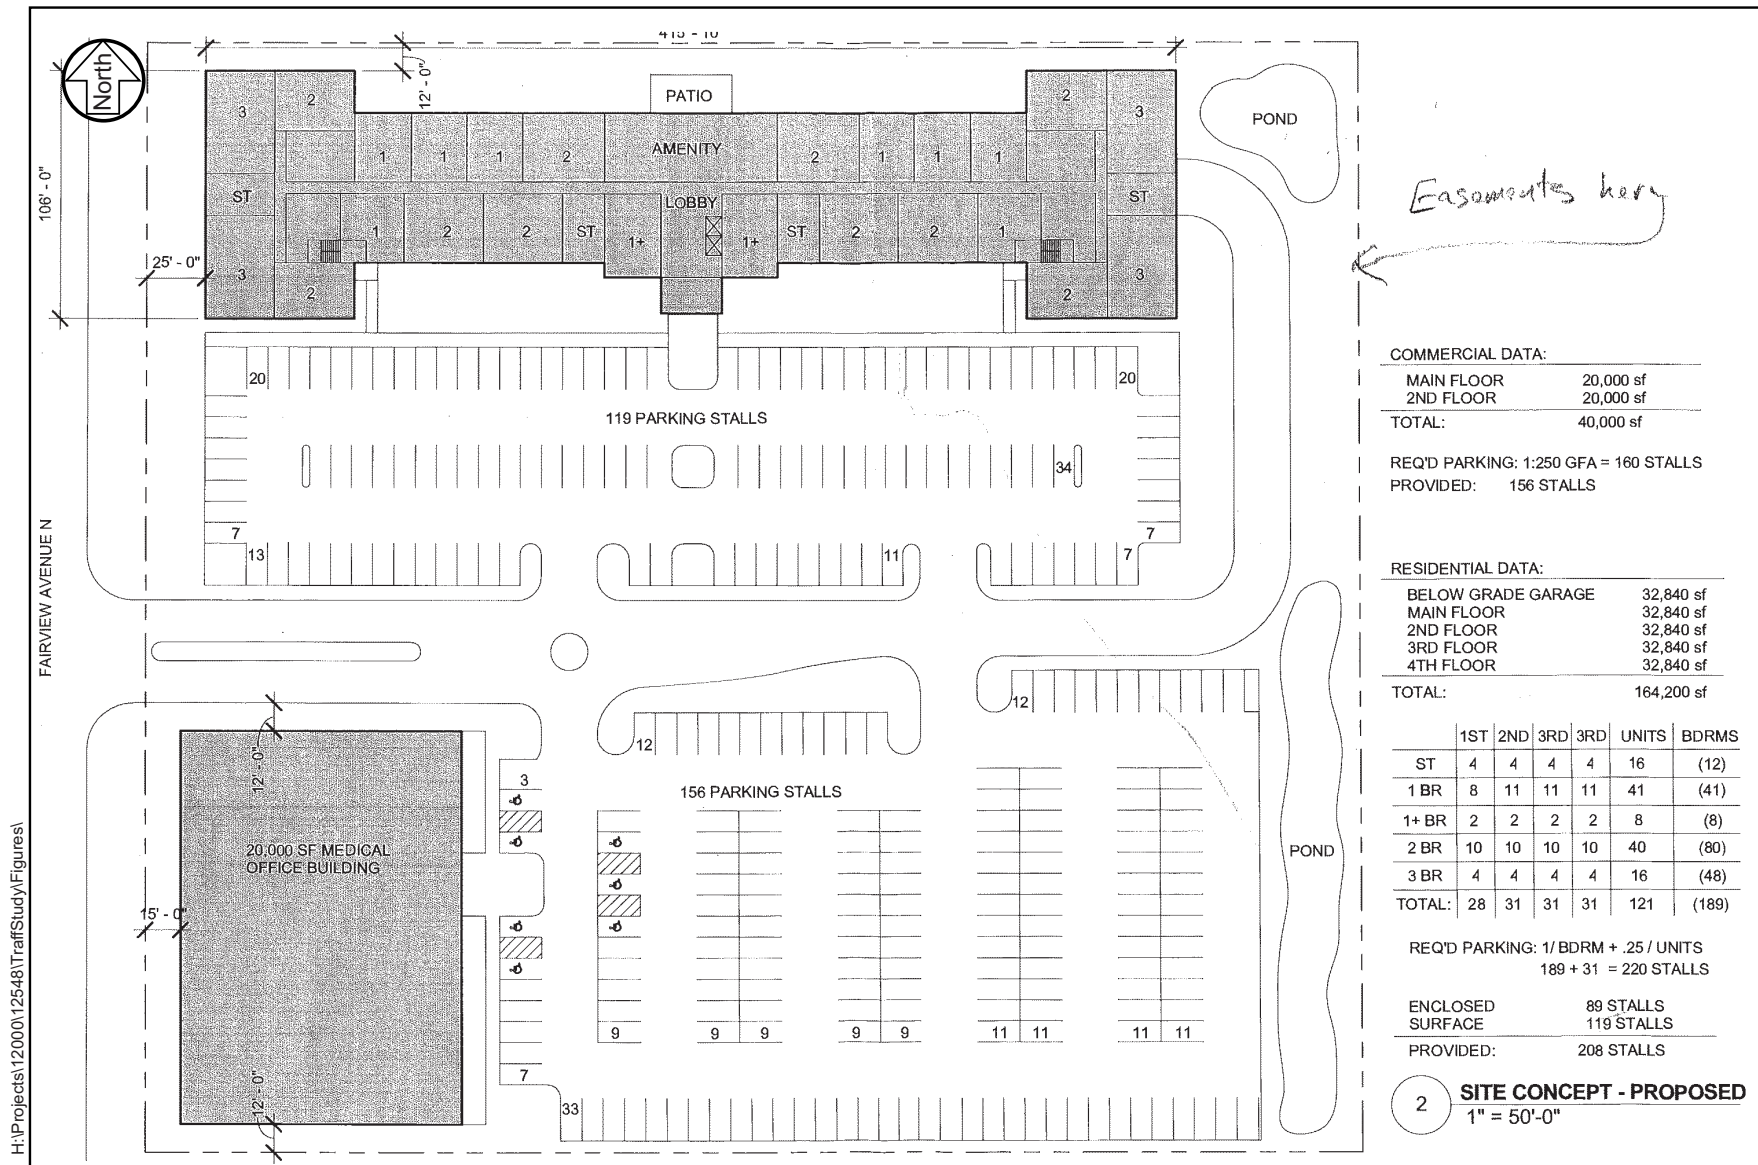 415 - 10
North
12' - 0"
PATIO
POND
3
2
2
3
1
1
1
2
AMENITY
2
1
1
1
106' - 0"
ST
LOBBY
ST
Easements here
1
2
2
ST
1+
1+
ST
2
2
1
25' - 0"
3
2
2
3
COMMERCIAL DATA:
MAIN FLOOR 20,000 sf
2ND FLOOR 20,000 sf
TOTAL: 40,000 sf
REQ'D PARKING: 1:250 GFA = 160 STALLS
PROVIDED: 156 STALLS
20
20
119 PARKING STALLS
34
7
7
13
11
7
FAIRVIEW AVENUE N
RESIDENTIAL DATA:
BELOW GRADE GARAGE 32,840 sf
MAIN FLOOR 32,840 sf
2ND FLOOR 32,840 sf
3RD FLOOR 32,840 sf
4TH FLOOR 32,840 sf
TOTAL: 164,200 sf
1ST 2ND 3RD 3RD UNITS BDRMS
ST 4 4 4 4 16 (12)
1 BR 8 11 11 11 41 (41)
1+ BR 2 2 2 2 8 (8)
2 BR 10 10 10 10 40 (80)
3 BR 4 4 4 4 16 (48)
TOTAL: 28 31 31 31 121 (189)
REQ'D PARKING: 1/ BDRM + .25 / UNITS
189 + 31 = 220 STALLS
ENCLOSED 89 STALLS
SURFACE 119 STALLS
PROVIDED: 208 STALLS
12
12
12' - 0"
3
156 PARKING STALLS
20,000 SF MEDICAL
OFFICE BUILDING
POND
15' - 0"
9
9
9
9
9
11
11
11
11
7
12' - 0"
33
2
SITE CONCEPT - PROPOSED
1" = 50'-0"
H:\Projects\12000\12548\TraffStudy\Figures\